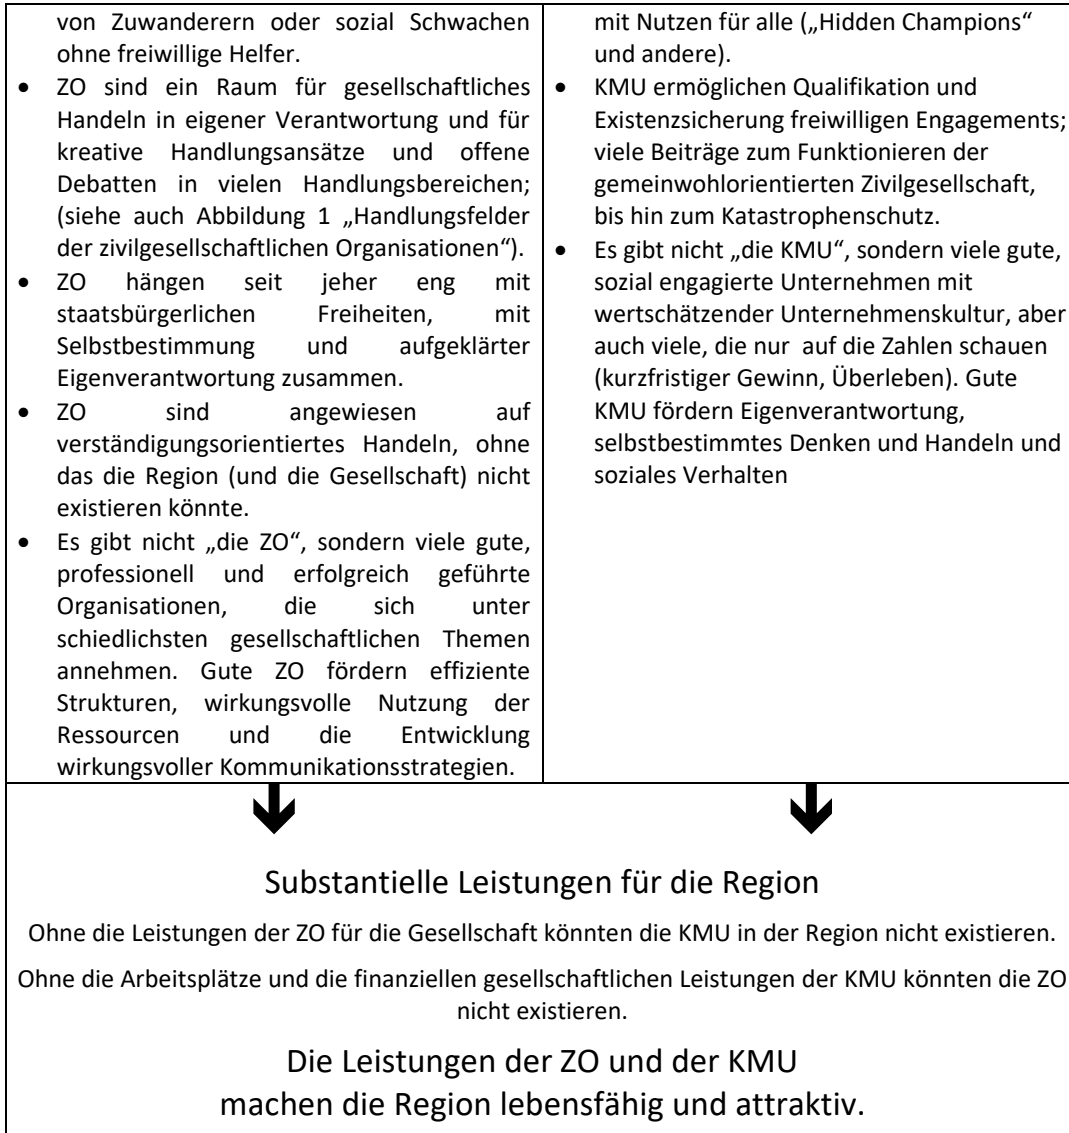 von Zuwanderern oder sozial Schwachen
ohne freiwillige Helfer.
• ZO sind ein Raum für gesellschaftliches
Handeln in eigener Verantwortung und für
kreative Handlungsansätze und offene
Debatten in vielen Handlungsbereichen;
(siehe auch Abbildung 1 „Handlungsfelder
der zivilgesellschaftlichen Organisationen“).
• ZO hängen seit jeher eng mit
staatsbürgerlichen Freiheiten, mit
Selbstbestimmung und aufgeklärter
Eigenverantwortung zusammen.
• ZO sind angewiesen auf
verständigungsorientiertes Handeln, ohne
das die Region (und die Gesellschaft) nicht
existieren könnte.
• Es gibt nicht „die ZO“, sondern viele gute,
professionell und erfolgreich geführte
Organisationen, die sich unter
schiedlichsten gesellschaftlichen Themen
annehmen. Gute ZO fördern effiziente
Strukturen, wirkungsvolle Nutzung der
Ressourcen und die Entwicklung
wirkungsvoller Kommunikationsstrategien.
mit Nutzen für alle („Hidden Champions“
und andere).
• KMU ermöglichen Qualifikation und
Existenzsicherung freiwilligen Engagements;
viele Beiträge zum Funktionieren der
gemeinwohlorientierten Zivilgesellschaft,
bis hin zum Katastrophenschutz.
• Es gibt nicht „die KMU“, sondern viele gute,
sozial engagierte Unternehmen mit
wertschätzender Unternehmenskultur, aber
auch viele, die nur auf die Zahlen schauen
(kurzfristiger Gewinn, Überleben). Gute
KMU fördern Eigenverantwortung,
selbstbestimmtes Denken und Handeln und
soziales Verhalten
Substantielle Leistungen für die Region
Ohne die Leistungen der ZO für die Gesellschaft könnten die KMU in der Region nicht existieren.
Ohne die Arbeitsplätze und die finanziellen gesellschaftlichen Leistungen der KMU könnten die ZO
nicht existieren.
Die Leistungen der ZO und der KMU
machen die Region lebensfähig und attraktiv.